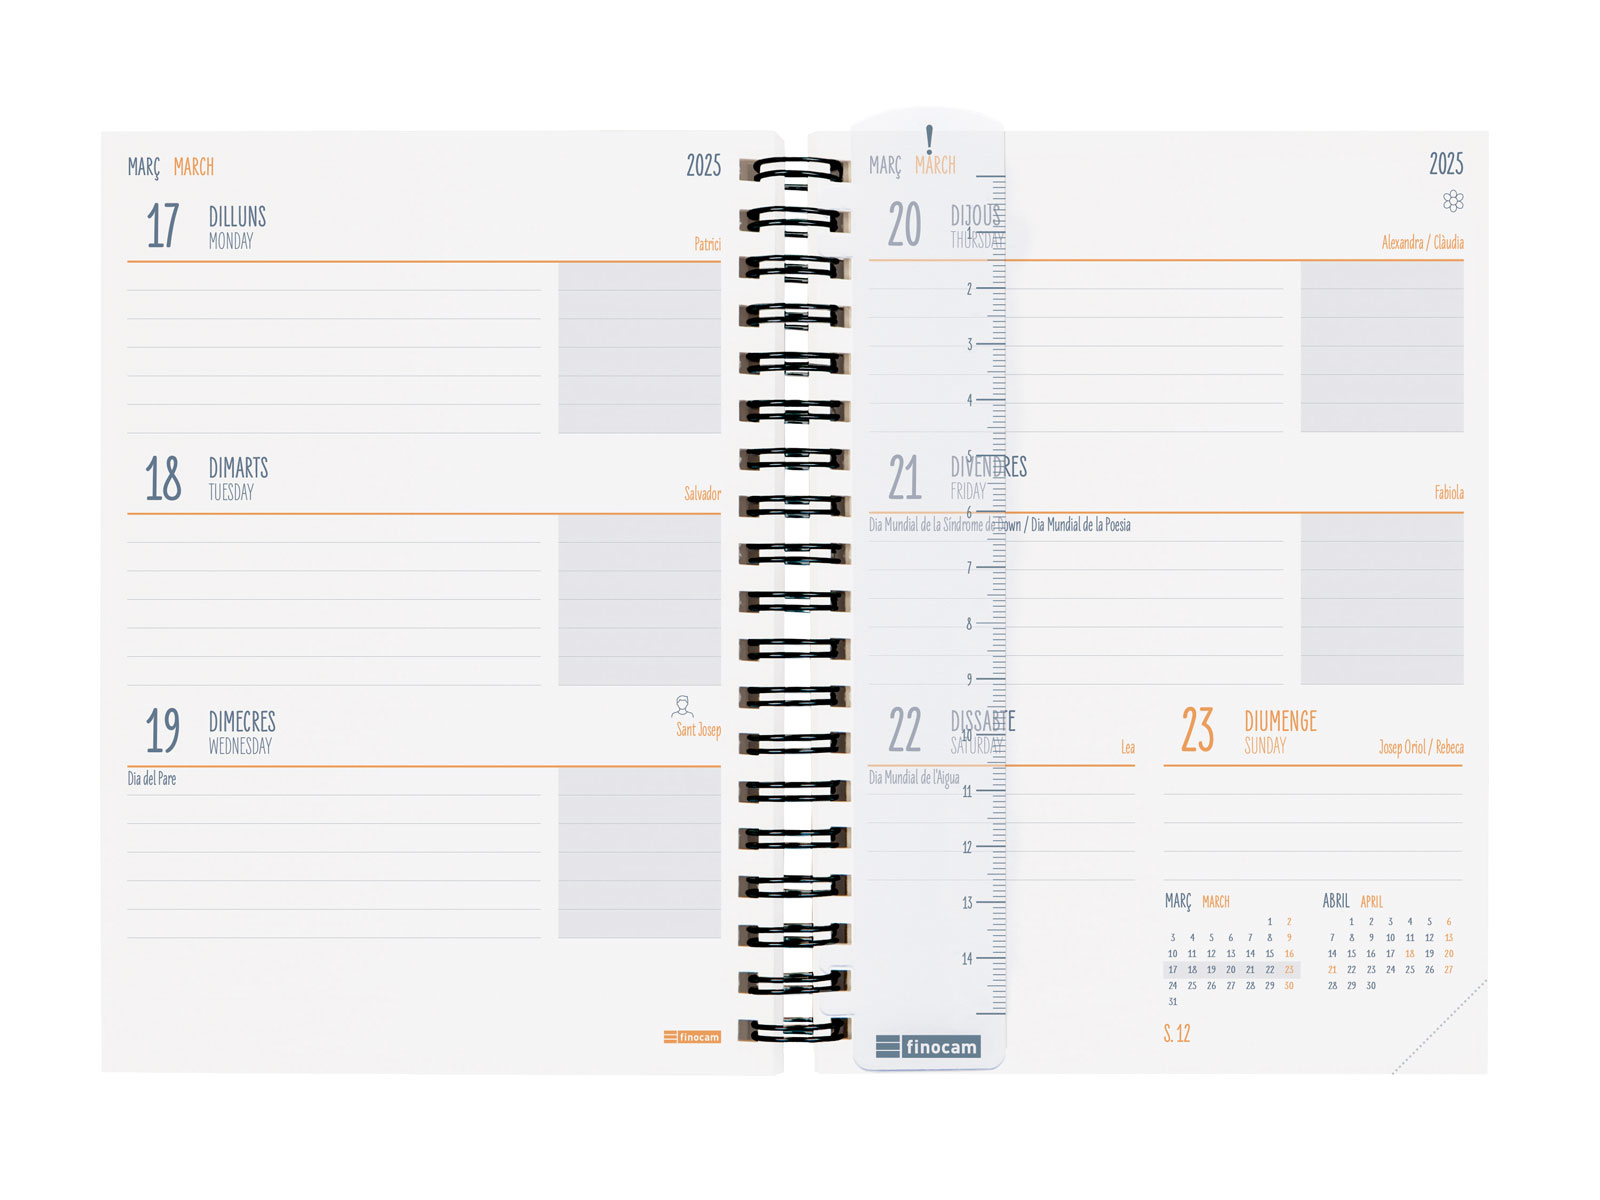 MARÇ MARCH 2025
17 DILLUNS
MONDAY Patrici
18 DIMARTS
TUESDAY Salvador
19 DIMECRES
WEDNESDAY Sant Josep
Dia del Pare
finocam
!
MARÇ MARCH 2025
20 DIJOUS
THURSDAY Alexandra / Clàudia
21 DIVENDRES
FRIDAY Fabiola
Dia Mundial de la Síndrome de Down / Dia Mundial de la Poesia
22 DISSABTE
SATURDAY Lea
Dia Mundial de l'Aigua
23 DIUMENGE
SUNDAY Josep Oriol / Rebeca
1
2
3
4
5
6
7
8
9
10
11
12
13
14
finocam
MARÇ MARCH
1 2
3 4 5 6 7 8 9
10 11 12 13 14 15 16
17 18 19 20 21 22 23
24 25 26 27 28 29 30
31
ABRIL APRIL
1 2 3 4 5 6
7 8 9 10 11 12 13
14 15 16 17 18 19 20
21 22 23 24 25 26 27
28 29 30
S. 12